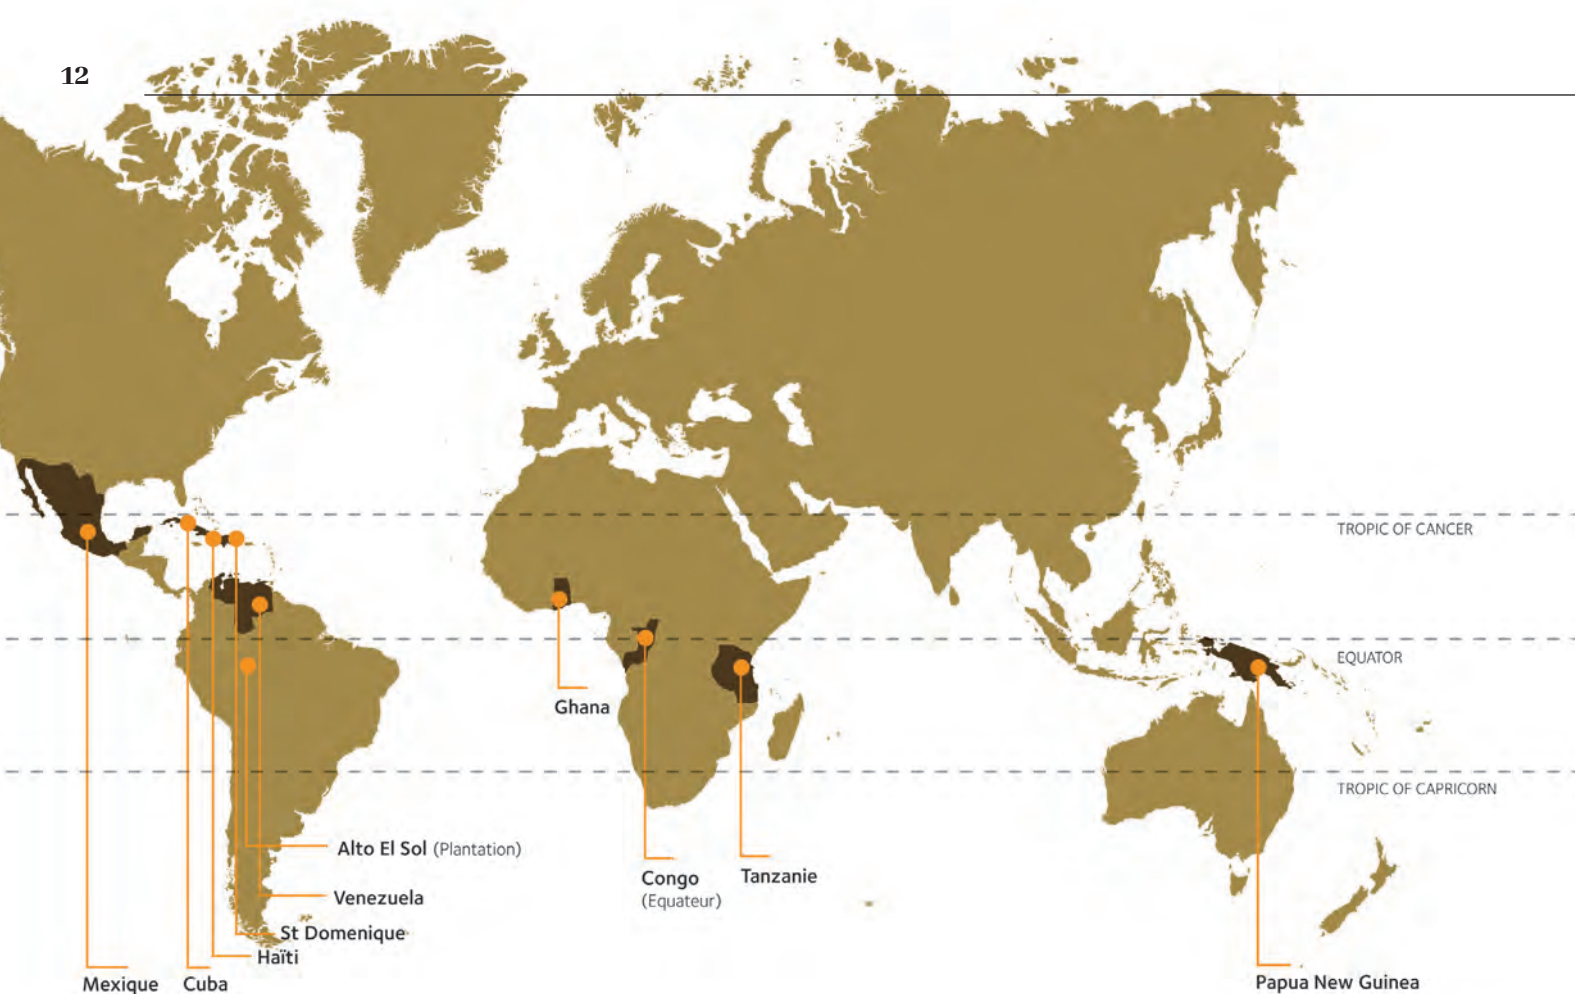 12
TROPIC OF CANCER
EQUATOR
Ghana
TROPIC OF CAPRICORN
Alto El Sol (Plantation)
Congo
(Equateur)
Tanzanie
Venezuela
St Domenique
Haïti
Mexique
Cuba
Papua New Guinea